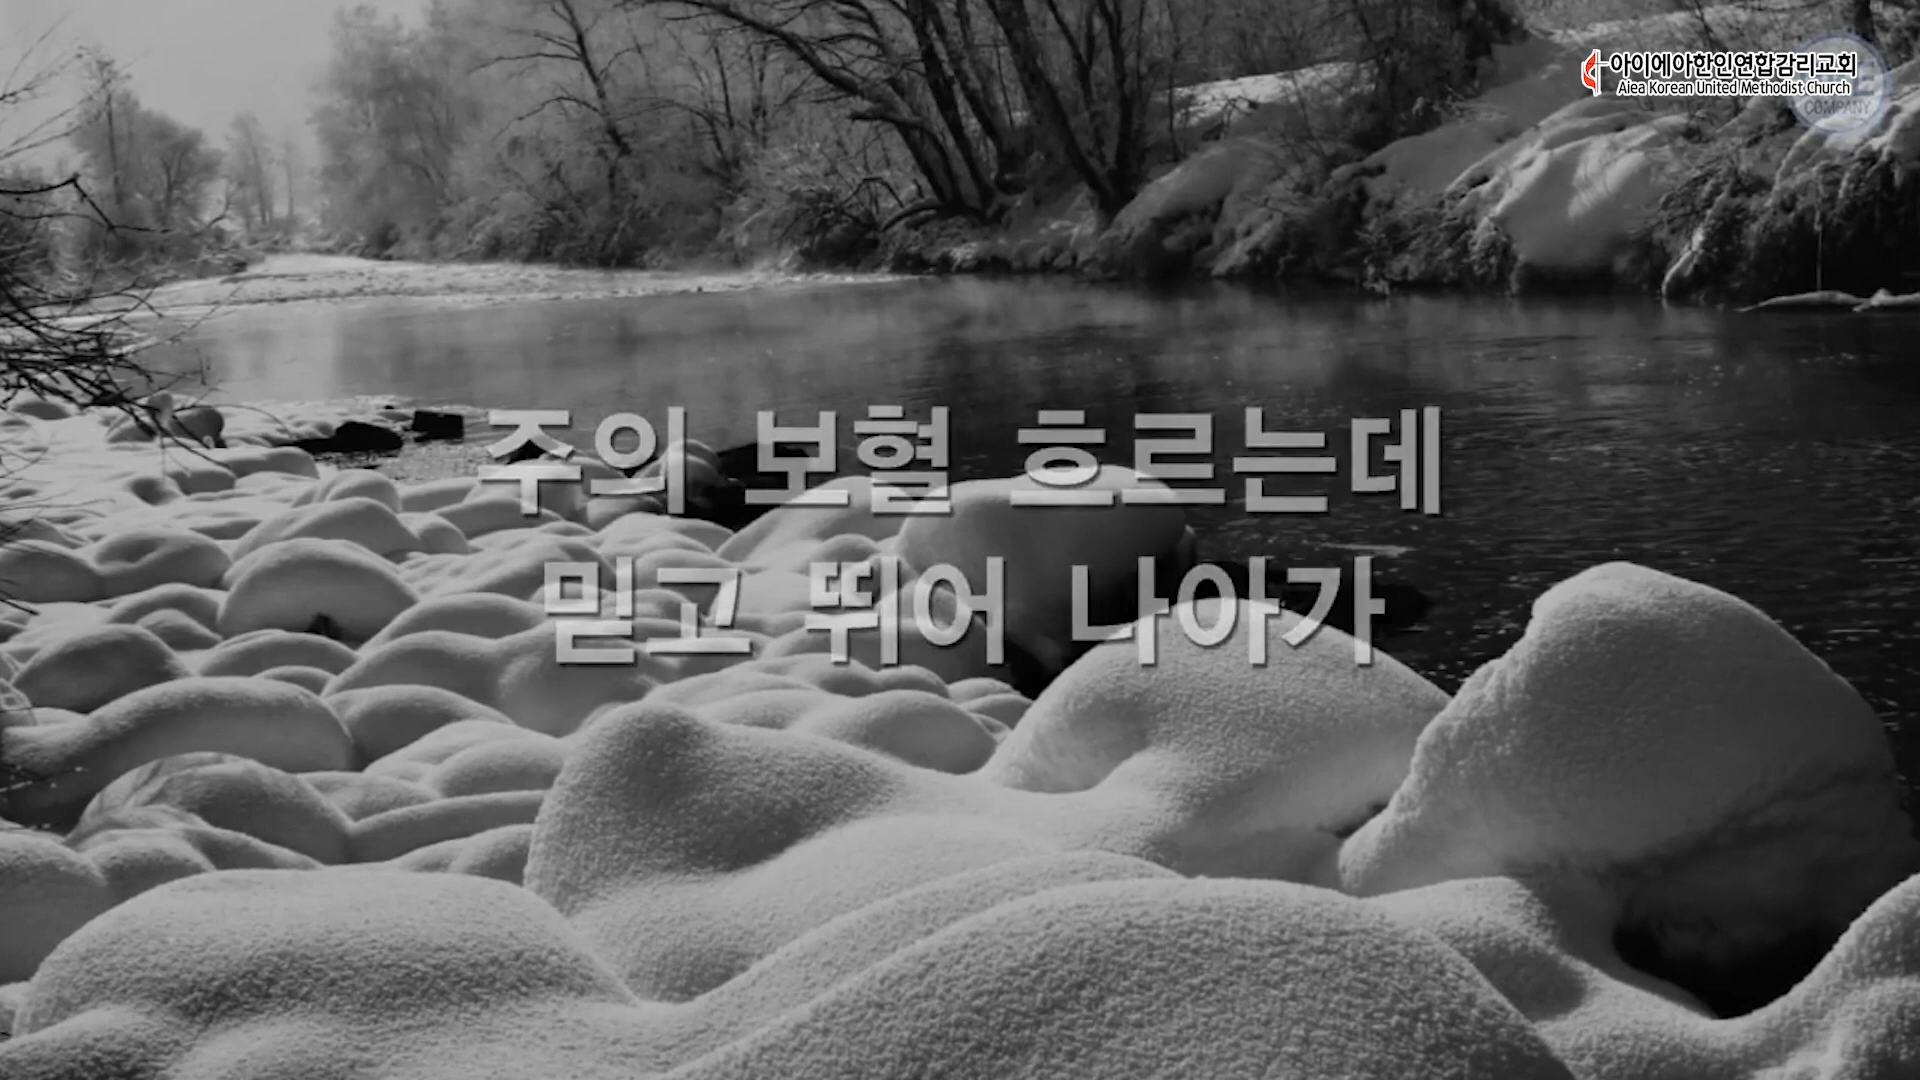 아이에아한인연합감리교회
Aiea Korean United Methodist Church
COMPANY
주의 보혈 흐르는데
믿고 뛰어 나아가